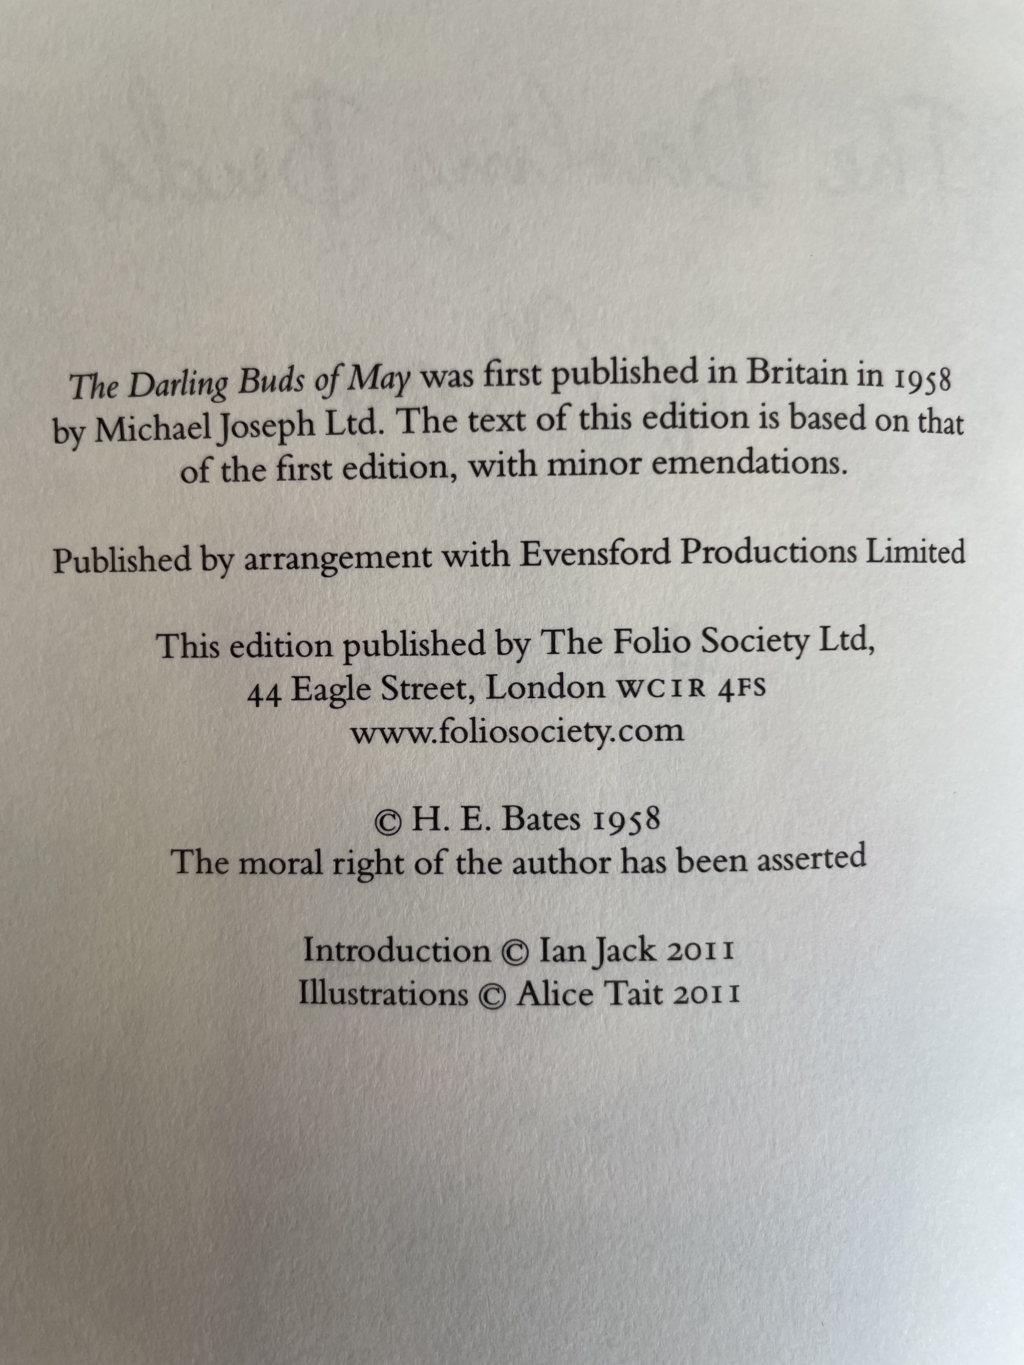 The Darling Buds of May was first published in Britain in 1958
by Michael Joseph Ltd. The text of this edition is based on that
of the first edition, with minor emendations.
Published by arrangement with Evensford Productions Limited
This edition published by The Folio Society Ltd,
44 Eagle Street, London WC1R 4FS
www.foliosociety.com
© H. E. Bates 1958
The moral right of the author has been asserted
Introduction © Ian Jack 2011
Illustrations © Alice Tait 2011